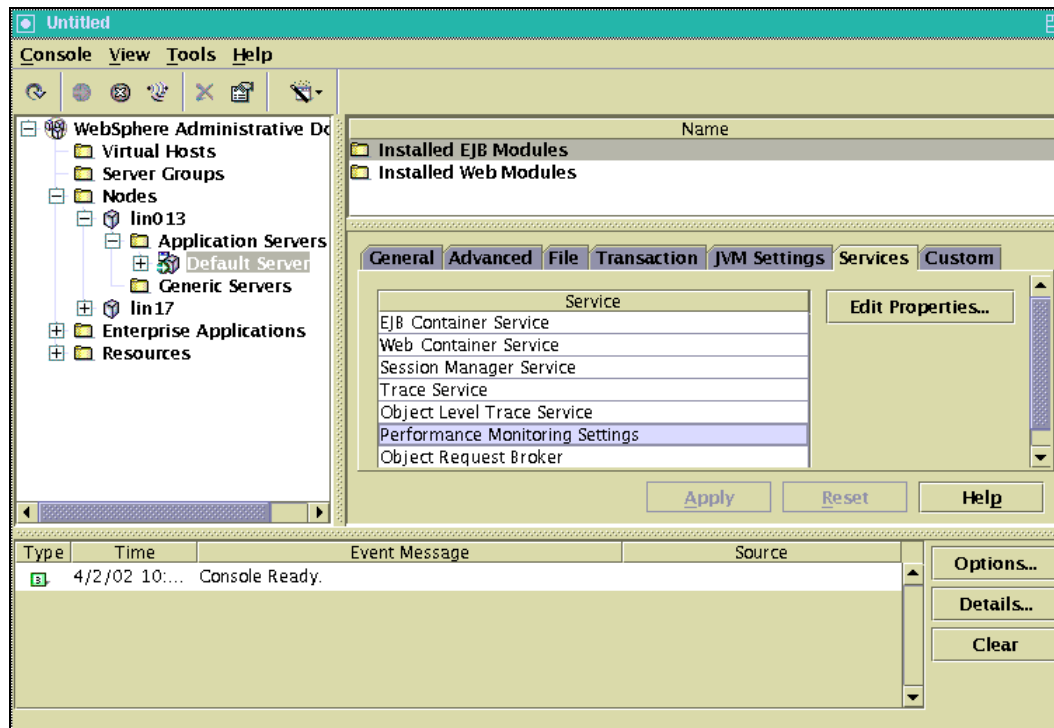 Untitled
Console View Tools Help
WebSphere Administrative Do
Virtual Hosts
Server Groups
Nodes
lin013
Application Servers
Default Server
Generic Servers
lin17
Enterprise Applications
Resources
Name
Installed EJB Modules
Installed Web Modules
General Advanced File Transaction JVM Settings Services Custom
Service
EJB Container Service
Web Container Service
Session Manager Service
Trace Service
Object Level Trace Service
Performance Monitoring Settings
Object Request Broker
Edit Properties...
Apply Reset Help
Type Time Event Message Source
4/2/02 10:... Console Ready.
Options...
Details...
Clear